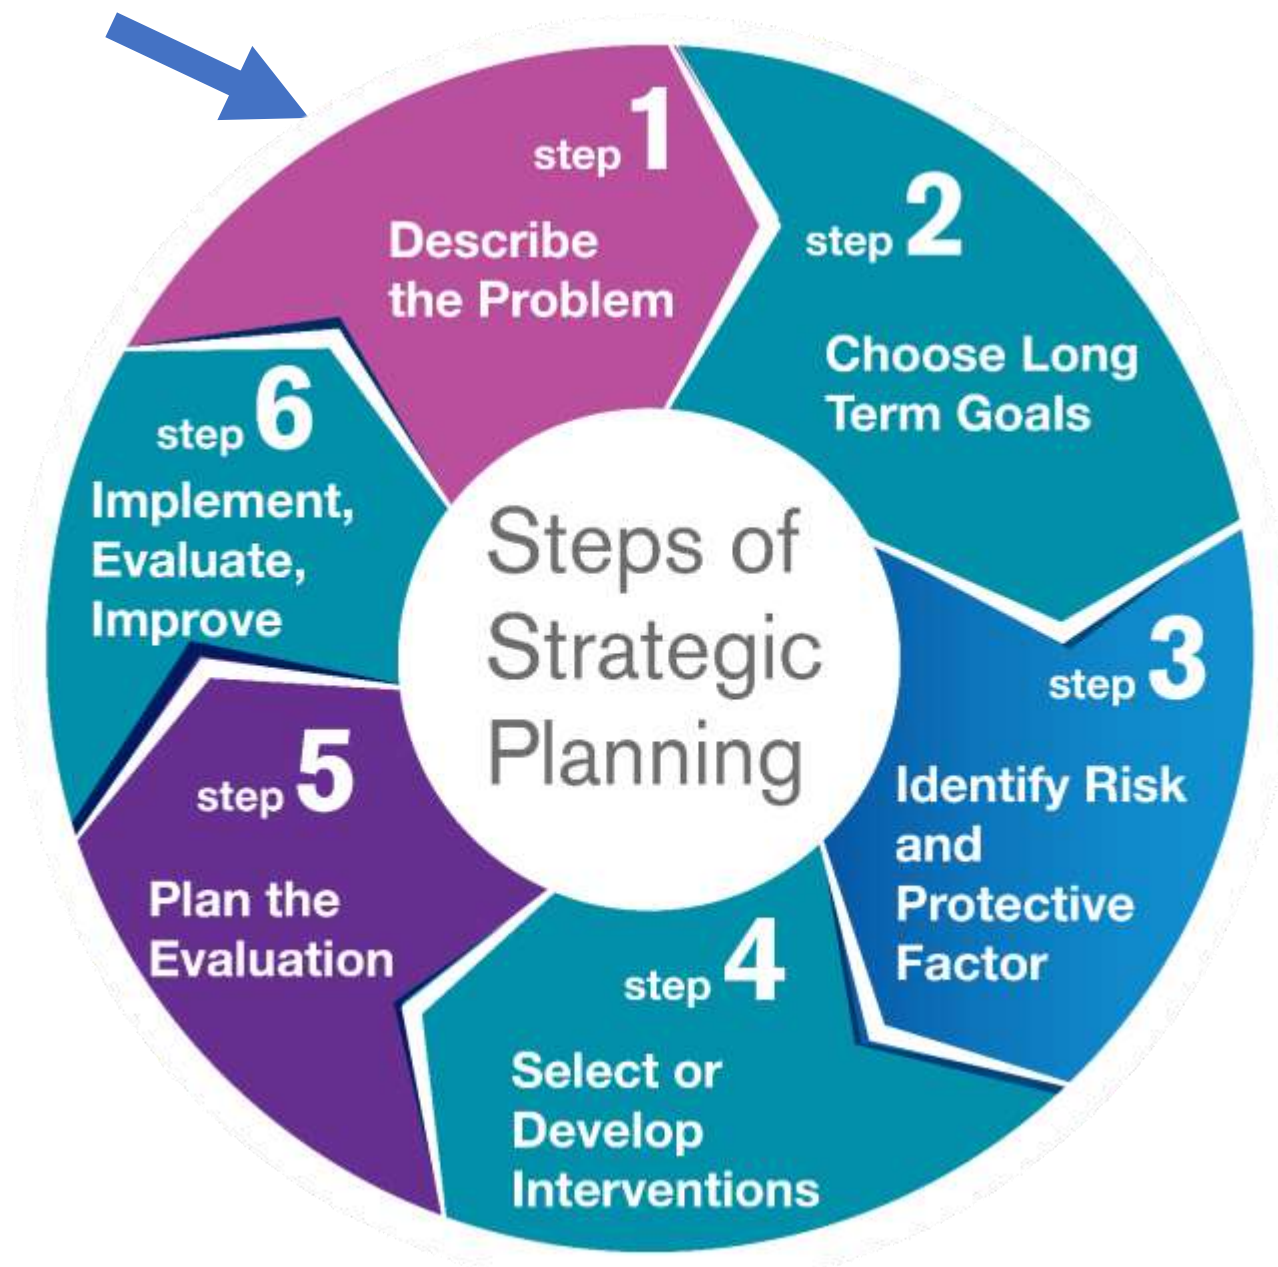 step 1
Describe
the Problem
step 2
Choose Long
Term Goals
step 3
Identify Risk
and
Protective
Factor
step 4
Select or
Develop
Interventions
step 5
Plan the
Evaluation
step 6
Implement,
Evaluate,
Improve
Steps of
Strategic
Planning